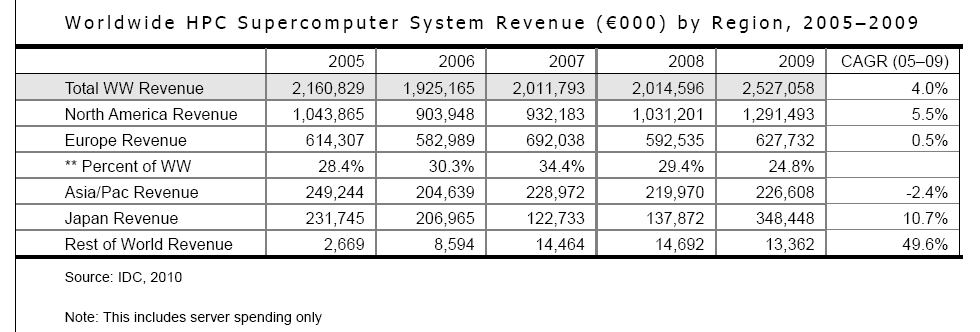 Worldwide HPC Supercomputer System Revenue (€000) by Region, 2005–2009
2005 2006 2007 2008 2009 CAGR (05–09)
Total WW Revenue 2,160,829 1,925,165 2,011,793 2,014,596 2,527,058 4.0%
North America Revenue 1,043,865 903,948 932,183 1,031,201 1,291,493 5.5%
Europe Revenue 614,307 582,989 692,038 592,535 627,732 0.5%
** Percent of WW 28.4% 30.3% 34.4% 29.4% 24.8%
Asia/Pac Revenue 249,244 204,639 228,972 219,970 226,608 -2.4%
Japan Revenue 231,745 206,965 122,733 137,872 348,448 10.7%
Rest of World Revenue 2,669 8,594 14,464 14,692 13,362 49.6%
Source: IDC, 2010
Note: This includes server spending only